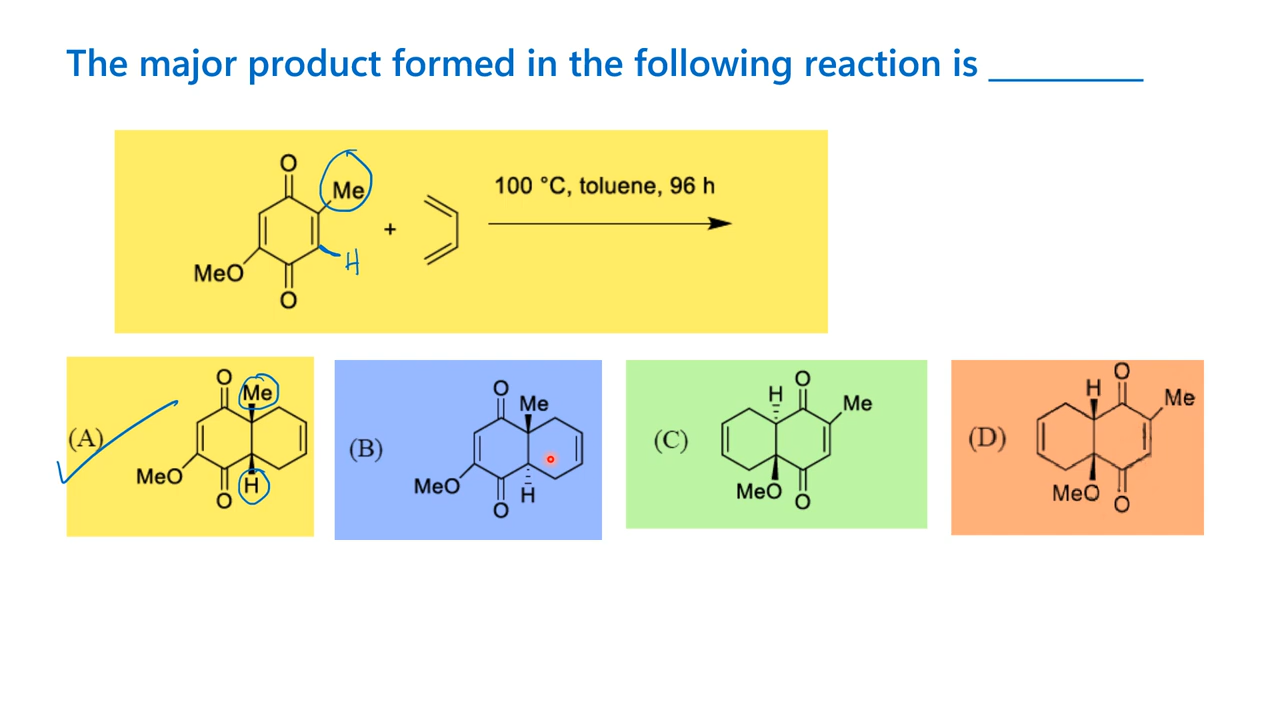 The major product formed in the following reaction is _________
O
Me
H
MeO
O
+
100 °C, toluene, 96 h
(A)
O
Me
MeO
O
H
(B)
O
Me
MeO
O
H
(C)
H
O
Me
MeO
O
(D)
H
O
Me
MeO
O